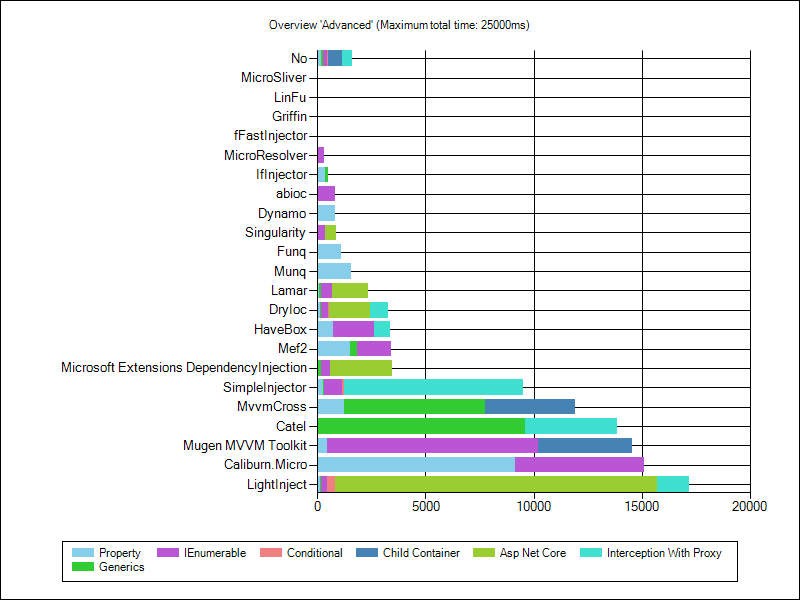 Overview 'Advanced' (Maximum total time: 25000ms)
No
MicroSliver
LinFu
Griffin
fFastInjector
MicroResolver
IfInjector
abioc
Dynamo
Singularity
Funq
Munq
Lamar
DryIoc
HaveBox
Mef2
Microsoft Extensions DependencyInjection
SimpleInjector
MvvmCross
Catel
Mugen MVVM Toolkit
Caliburn.Micro
LightInject
0 5000 10000 15000 20000
Property IEnumerable Conditional Child Container Asp Net Core Interception With Proxy
Generics